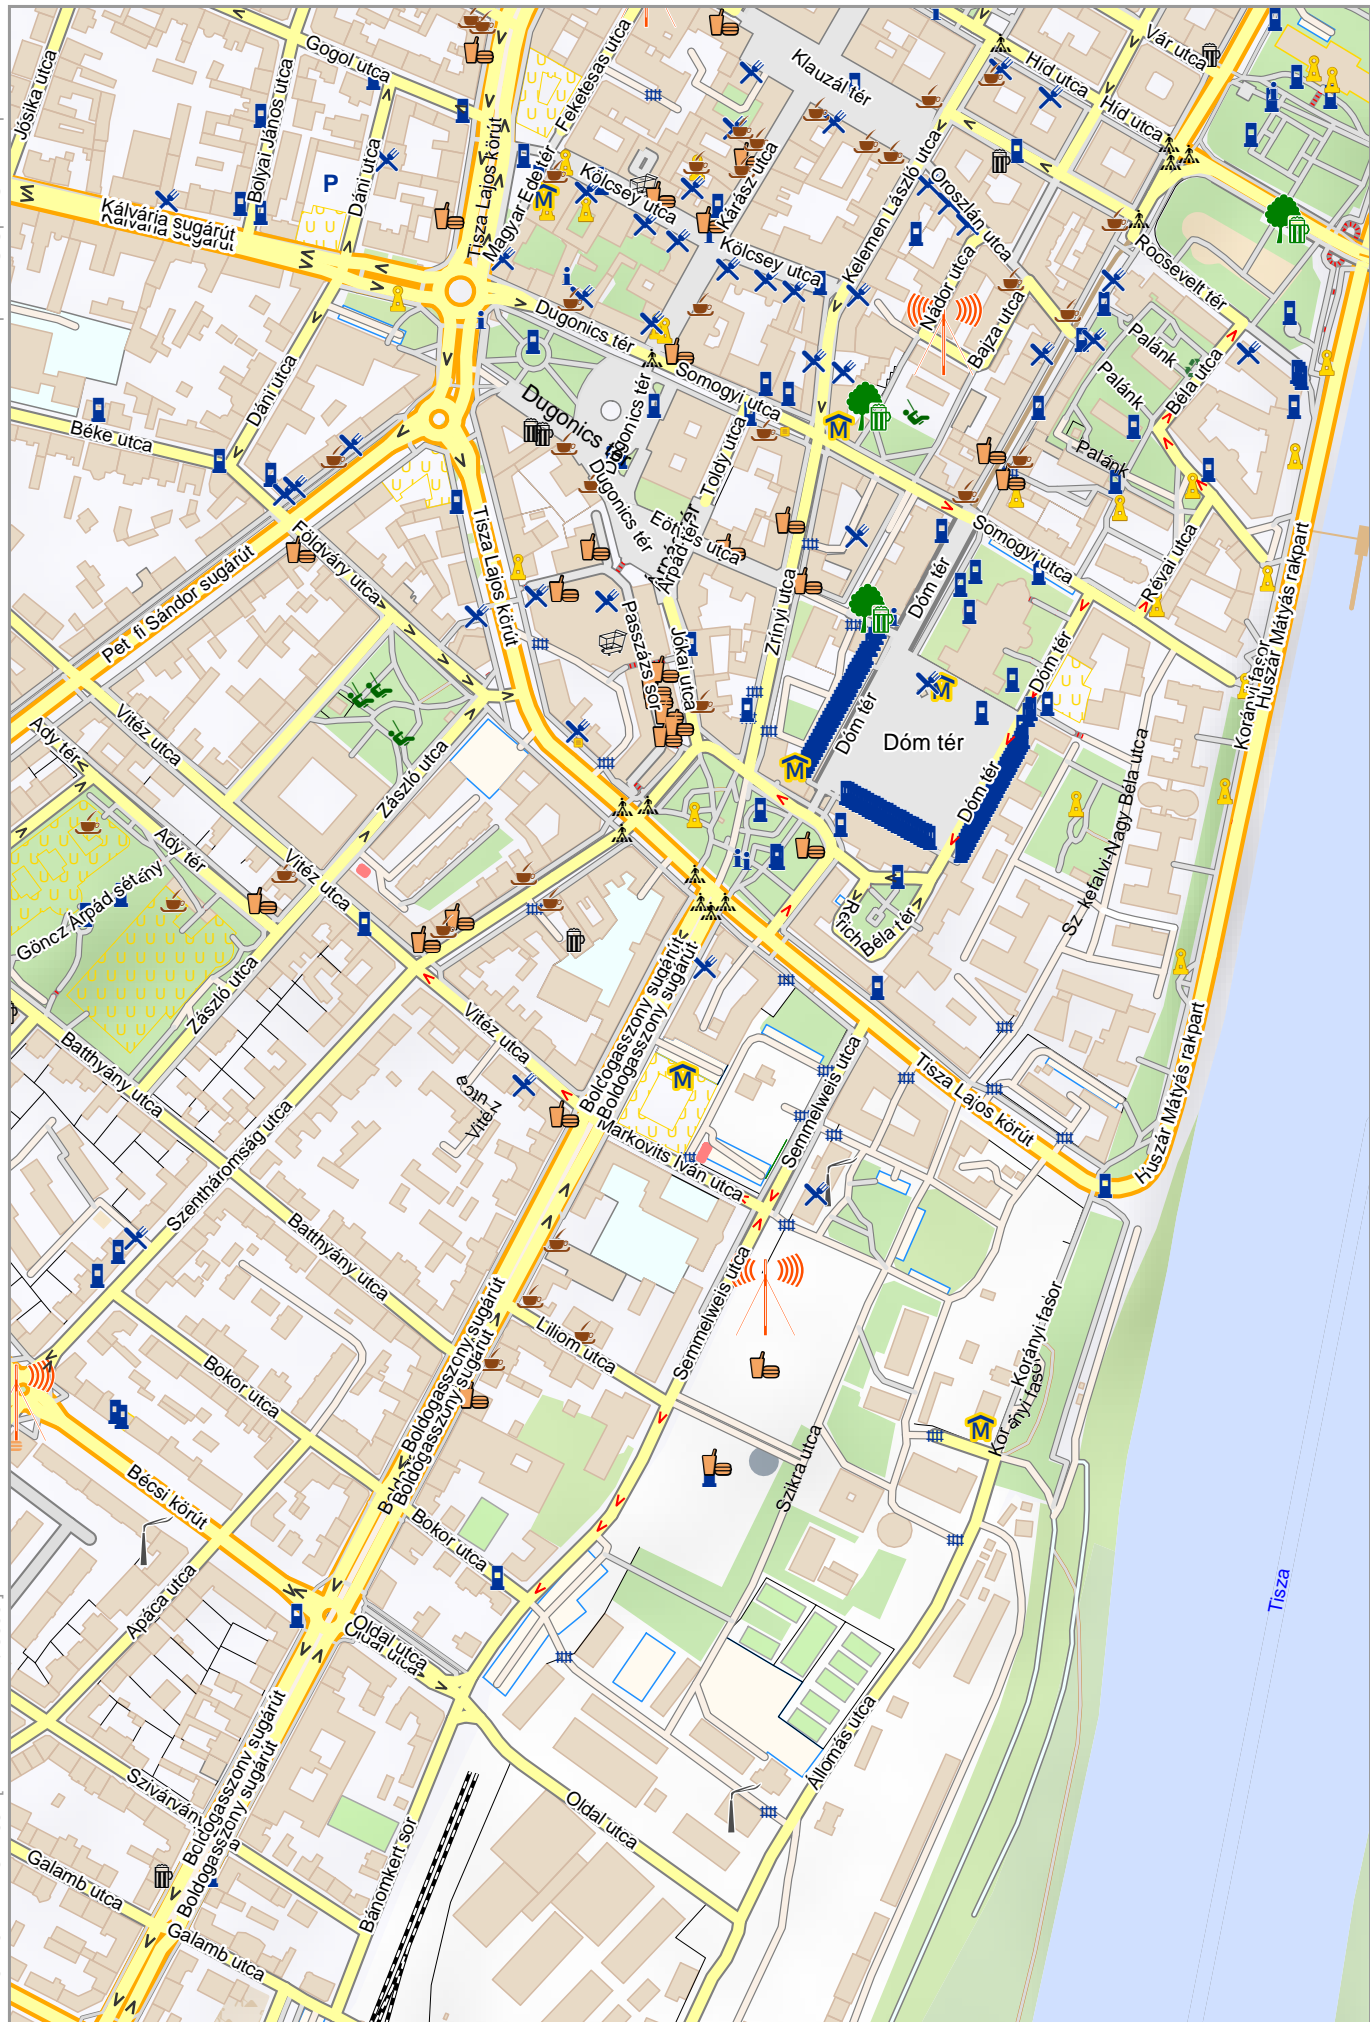 Jósika utca
Gogol utca
Bolyai János utca
Dáni utca
P
Kálvária sugárút
Kálvária sugárút
Tisza Lajos körút
Magyar Ede tér
Feketesas utca
Klauzál tér
Híd utca
Híd utca
Vár utca
Kölcsey utca
Kölcsey utca
Kárász utca
Kelemen László utca
Oroszlán utca
Nádor utca
Bajza utca
Roosevelt tér
Palánk
Palánk
Palánk
Béla utca
Dugonics tér
Dugonics tér
Dugonics tér
Dugonics tér
Somogyi utca
Somogyi utca
Toldy utca
Dáni utca
Béke utca
Földváry utca
Tisza Lajos körút
Eötvös utca
Árpád tér
Árpád tér
Zrínyi utca
Dóm tér
Dóm tér
Dóm tér
Dóm tér
Dóm tér
Révai utca
Huszár Mátyás rakpart
Korányi fasor
Passzázs sor
Jókai utca
Pet fi Sándor sugárút
Ady tér
Vitéz utca
Zászló utca
Ady tér
Vitéz utca
Göncz Árpád sétány
Zászló utca
Sz kefalvi-Nagy Béla utca
Rerrich
Béla tér
Boldogasszony sugárút
Boldogasszony sugárút
Vitéz utca
Vitéz utca
Batthyány utca
Szentháromság utca
Tisza Lajos körút
Semmelweis utca
Markovits Iván utca
Huszár Mátyás rakpart
Batthyány utca
Semmelweis utca
Liliom utca
Bokor utca
Boldogasszony sugárút
Boldogasszony sugárút
Korányi fasor
Korányi fasor
Szikra utca
Bécsi körút
Bokor utca
Apáca utca
Oldal utca
Oldal utca
Tisza
Állomás utca
Oldal utca
Boldogasszony sugárút
Boldogasszony sugárút
Szivárvány utca
Bánomkert sor
Galamb utca
Galamb utca